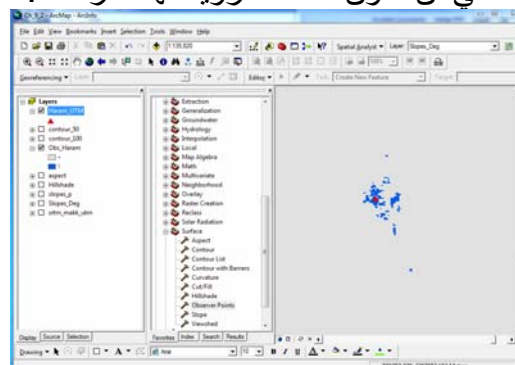 Ch_9_2 - ArcMap - ArcInfo
File Edit View Bookmarks Insert Selection Tools Window Help
1:135,820
Spatial Analyst Layer: Slopes_Deg
Georeferencing Layer:
Editor Task: Create New Feature Target:
Layers
Haram_UTM
contour_50
contour_100
Obs_Haram
aspect
Hillshade
slopes_p
Slopes_Deg
Display Source Selection
Extraction
Generalization
Groundwater
Hydrology
Interpolation
Local
Map Algebra
Math
Multivariate
Neighborhood
Overlay
Raster Creation
Reclass
Solar Radiation
Surface
Aspect
Contour
Contour List
Contour with Barriers
Curvature
Cut/Fill
Hillshade
Observer Points
Slope
Viewshed
Favorites Index Search Results
Drawing Arial 10 B I U A